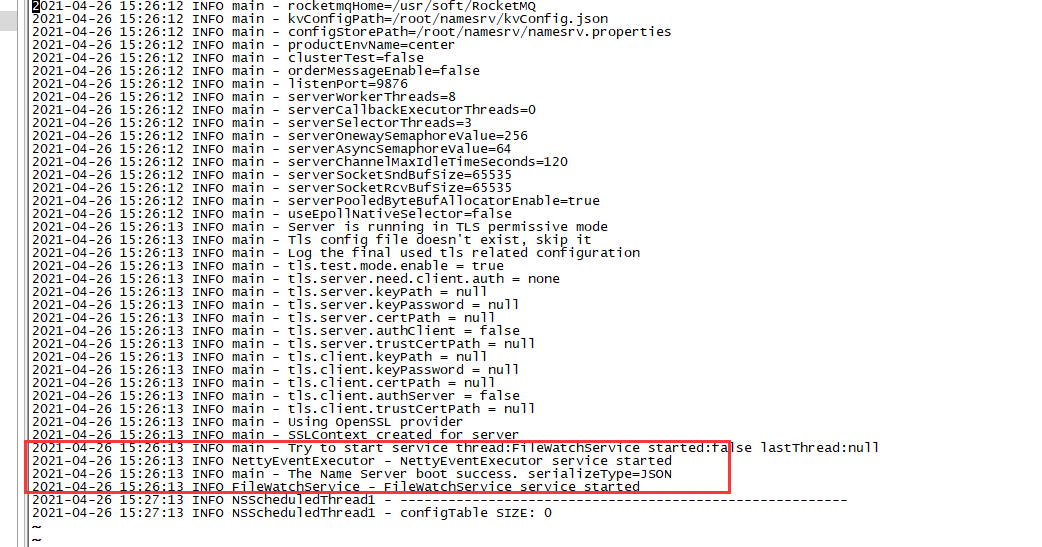 2021-04-26 15:26:12 INFO main - rocketmqHome=/usr/soft/RocketMQ
2021-04-26 15:26:12 INFO main - kvConfigPath=/root/namesrv/kvConfig.json
2021-04-26 15:26:12 INFO main - configStorePath=/root/namesrv/namesrv.properties
2021-04-26 15:26:12 INFO main - productEnvName=center
2021-04-26 15:26:12 INFO main - clusterTest=false
2021-04-26 15:26:12 INFO main - orderMessageEnable=false
2021-04-26 15:26:12 INFO main - listenPort=9876
2021-04-26 15:26:12 INFO main - serverWorkerThreads=8
2021-04-26 15:26:12 INFO main - serverCallbackExecutorThreads=0
2021-04-26 15:26:12 INFO main - serverSelectorThreads=3
2021-04-26 15:26:12 INFO main - serverOnewaySemaphoreValue=256
2021-04-26 15:26:12 INFO main - serverAsyncSemaphoreValue=64
2021-04-26 15:26:12 INFO main - serverChannelMaxIdleTimeSeconds=120
2021-04-26 15:26:12 INFO main - serverSocketSndBufSize=65535
2021-04-26 15:26:12 INFO main - serverSocketRcvBufSize=65535
2021-04-26 15:26:12 INFO main - serverPooledByteBufAllocatorEnable=true
2021-04-26 15:26:12 INFO main - useEpollNativeSelector=false
2021-04-26 15:26:13 INFO main - Server is running in TLS permissive mode
2021-04-26 15:26:13 INFO main - Tls config file doesn't exist, skip it
2021-04-26 15:26:13 INFO main - Log the final used tls related configuration
2021-04-26 15:26:13 INFO main - tls.test.mode.enable = true
2021-04-26 15:26:13 INFO main - tls.server.need.client.auth = none
2021-04-26 15:26:13 INFO main - tls.server.keyPath = null
2021-04-26 15:26:13 INFO main - tls.server.keyPassword = null
2021-04-26 15:26:13 INFO main - tls.server.certPath = null
2021-04-26 15:26:13 INFO main - tls.server.authClient = false
2021-04-26 15:26:13 INFO main - tls.server.trustCertPath = null
2021-04-26 15:26:13 INFO main - tls.client.keyPath = null
2021-04-26 15:26:13 INFO main - tls.client.keyPassword = null
2021-04-26 15:26:13 INFO main - tls.client.certPath = null
2021-04-26 15:26:13 INFO main - tls.client.authServer = false
2021-04-26 15:26:13 INFO main - tls.client.trustCertPath = null
2021-04-26 15:26:13 INFO main - Using OpenSSL provider
2021-04-26 15:26:13 INFO main - SSLContext created for server
2021-04-26 15:26:13 INFO main - Try to start service thread:FileWatchService started:false lastThread:null
2021-04-26 15:26:13 INFO NettyEventExecutor - NettyEventExecutor service started
2021-04-26 15:26:13 INFO main - The Name Server boot success. serializeType=JSON
2021-04-26 15:26:13 INFO FileWatchService - FileWatchService service started
2021-04-26 15:27:13 INFO NSScheduledThread1 - --------------------------------------------------------
2021-04-26 15:27:13 INFO NSScheduledThread1 - configTable SIZE: 0
~
~